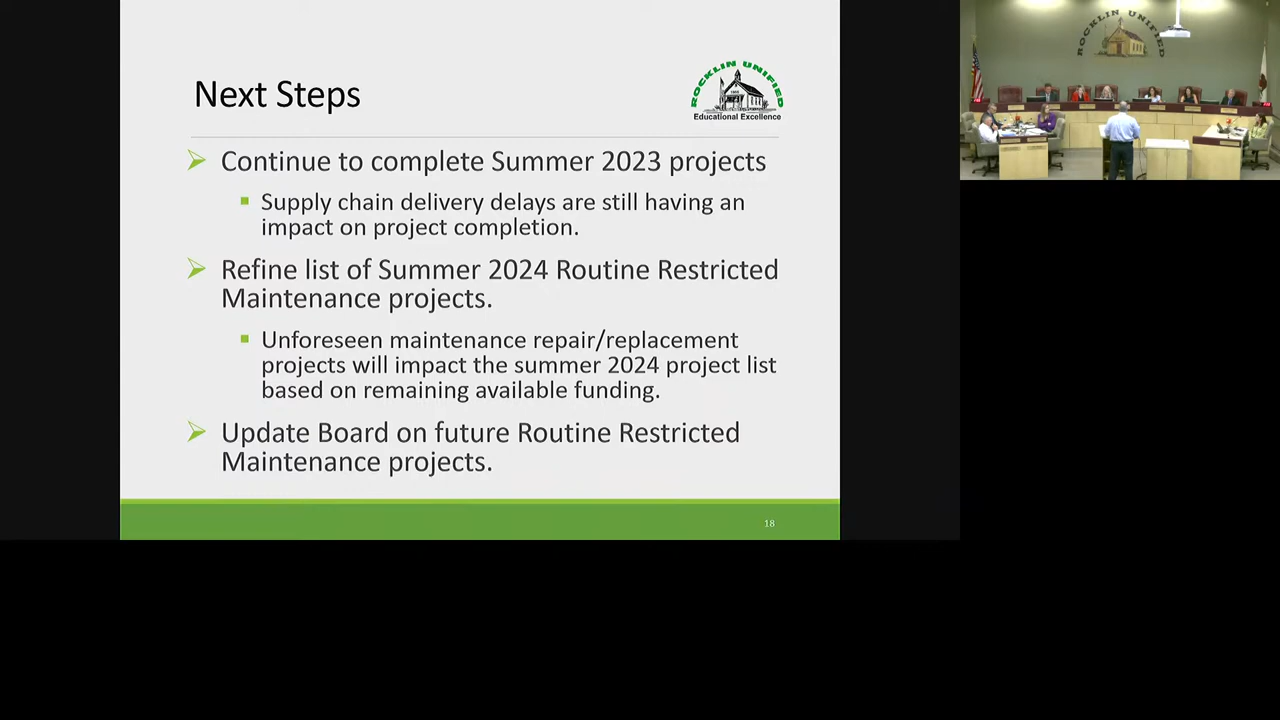 Next Steps
ROCKLIN UNIFIED
Educational Excellence
Continue to complete Summer 2023 projects
Supply chain delivery delays are still having an
impact on project completion.
Refine list of Summer 2024 Routine Restricted
Maintenance projects.
Unforeseen maintenance repair/replacement
projects will impact the summer 2024 project list
based on remaining available funding.
Update Board on future Routine Restricted
Maintenance projects.
18
ROCKLIN UNIFIED